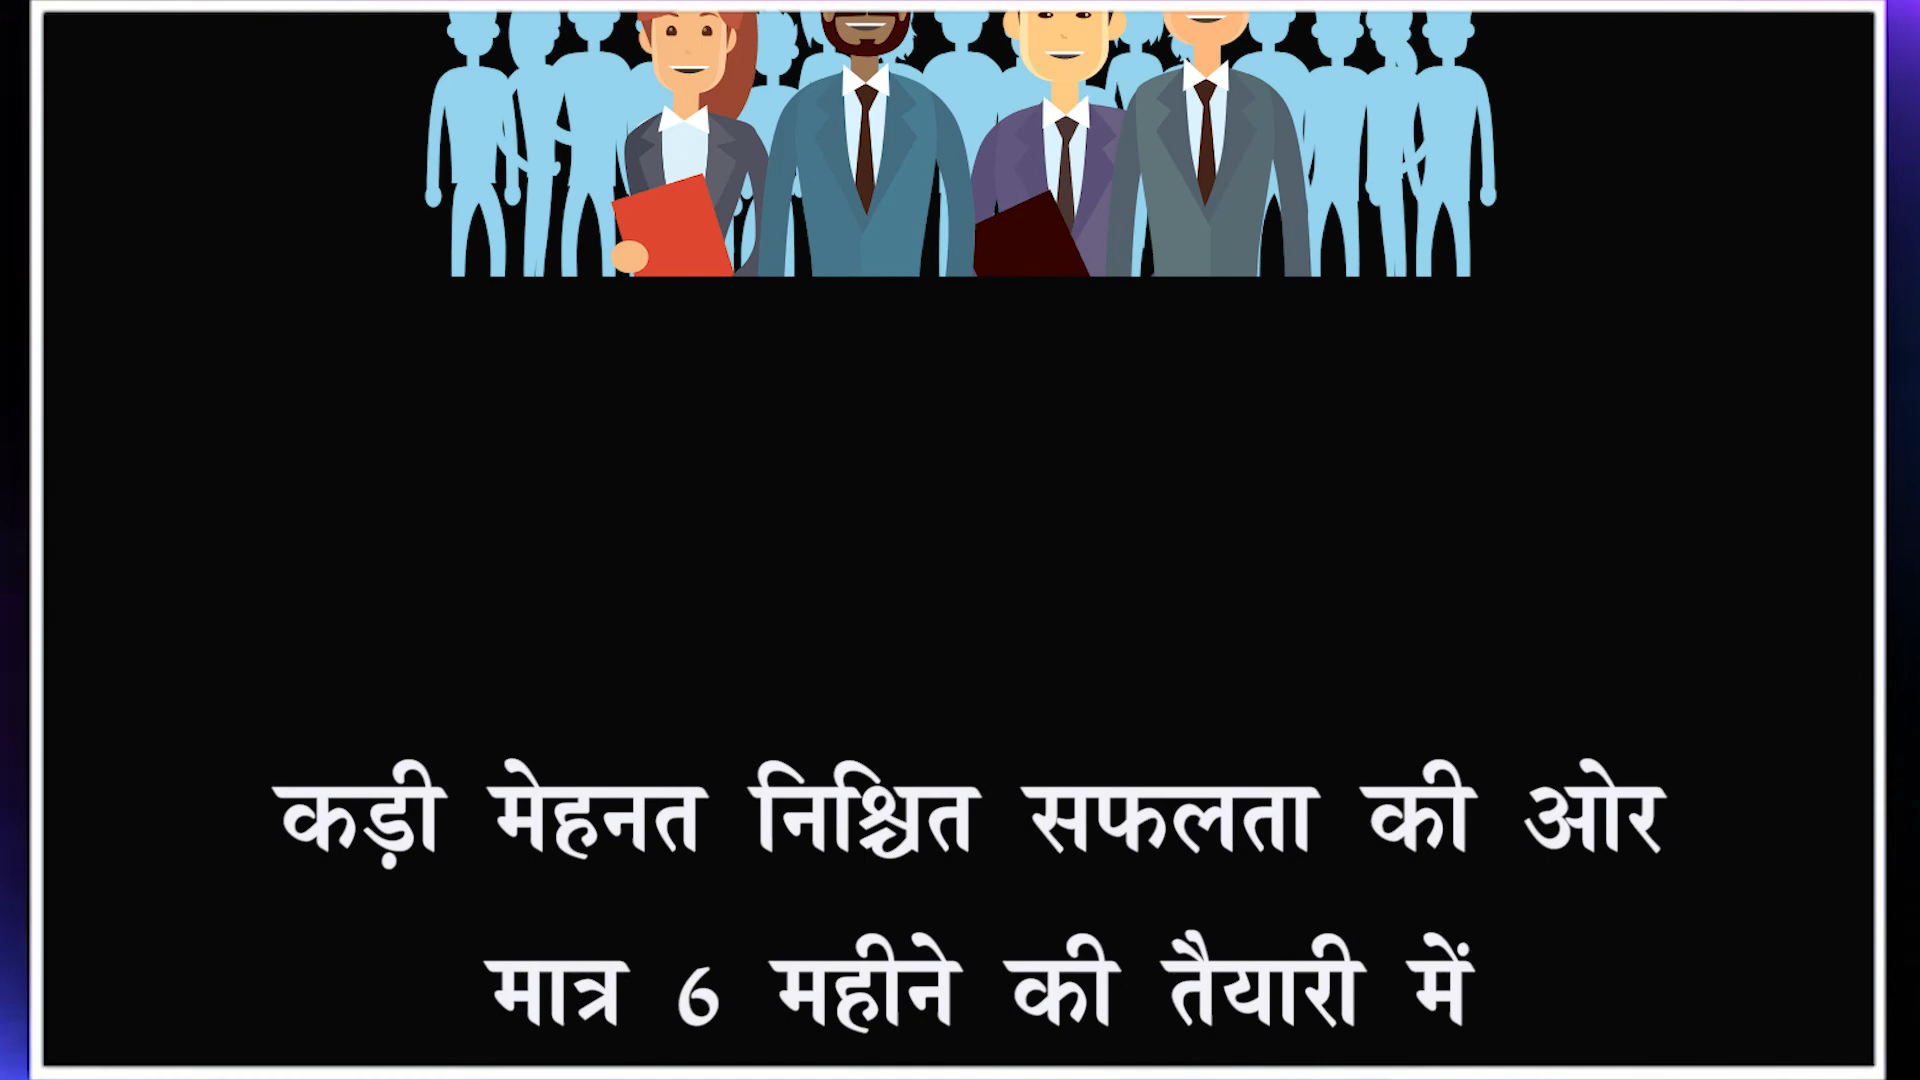 कड़ी मेहनत निश्चित सफलता की ओर
मात्र 6 महीने की तैयारी में